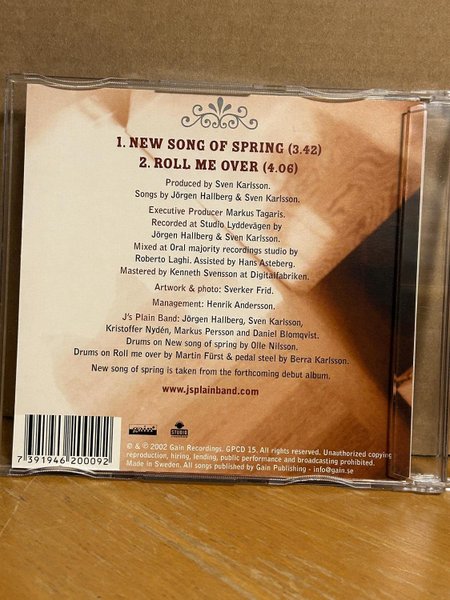 1. NEW SONG OF SPRING (3.42)
2. ROLL ME OVER (4.06)
Produced by Sven Karlsson.
Songs by Jörgen Hallberg & Sven Karlsson.
Executive Producer Markus Tagaris.
Recorded at Studio Lyddevägen by
Jörgen Hallberg & Sven Karlsson.
Mixed at Oral majority recordings studio by
Roberto Laghi. Assisted by Hans Asteberg.
Mastered by Kenneth Svensson at Digitalfabriken.
Artwork & photo: Sverker Frid.
Management: Henrik Andersson.
J's Plain Band: Jörgen Hallberg, Sven Karlsson,
Kristoffer Nydén, Markus Persson and Daniel Blomqvist.
Drums on New song of spring by Olle Nilsson.
Drums on Roll me over by Martin Fürst & pedal steel by Berra Karlsson.
New song of spring is taken from the forthcoming debut album.
www.jsplainband.com
STUDIO
© & © 2002 Gain Recordings. GPCD 15. All rights reserved. Unauthorized copying
reproduction, hiring, lending, public performance and broadcasting prohibited.
Made in Sweden. All songs published by Gain Publishing - info@gain.se
7 391946 200092